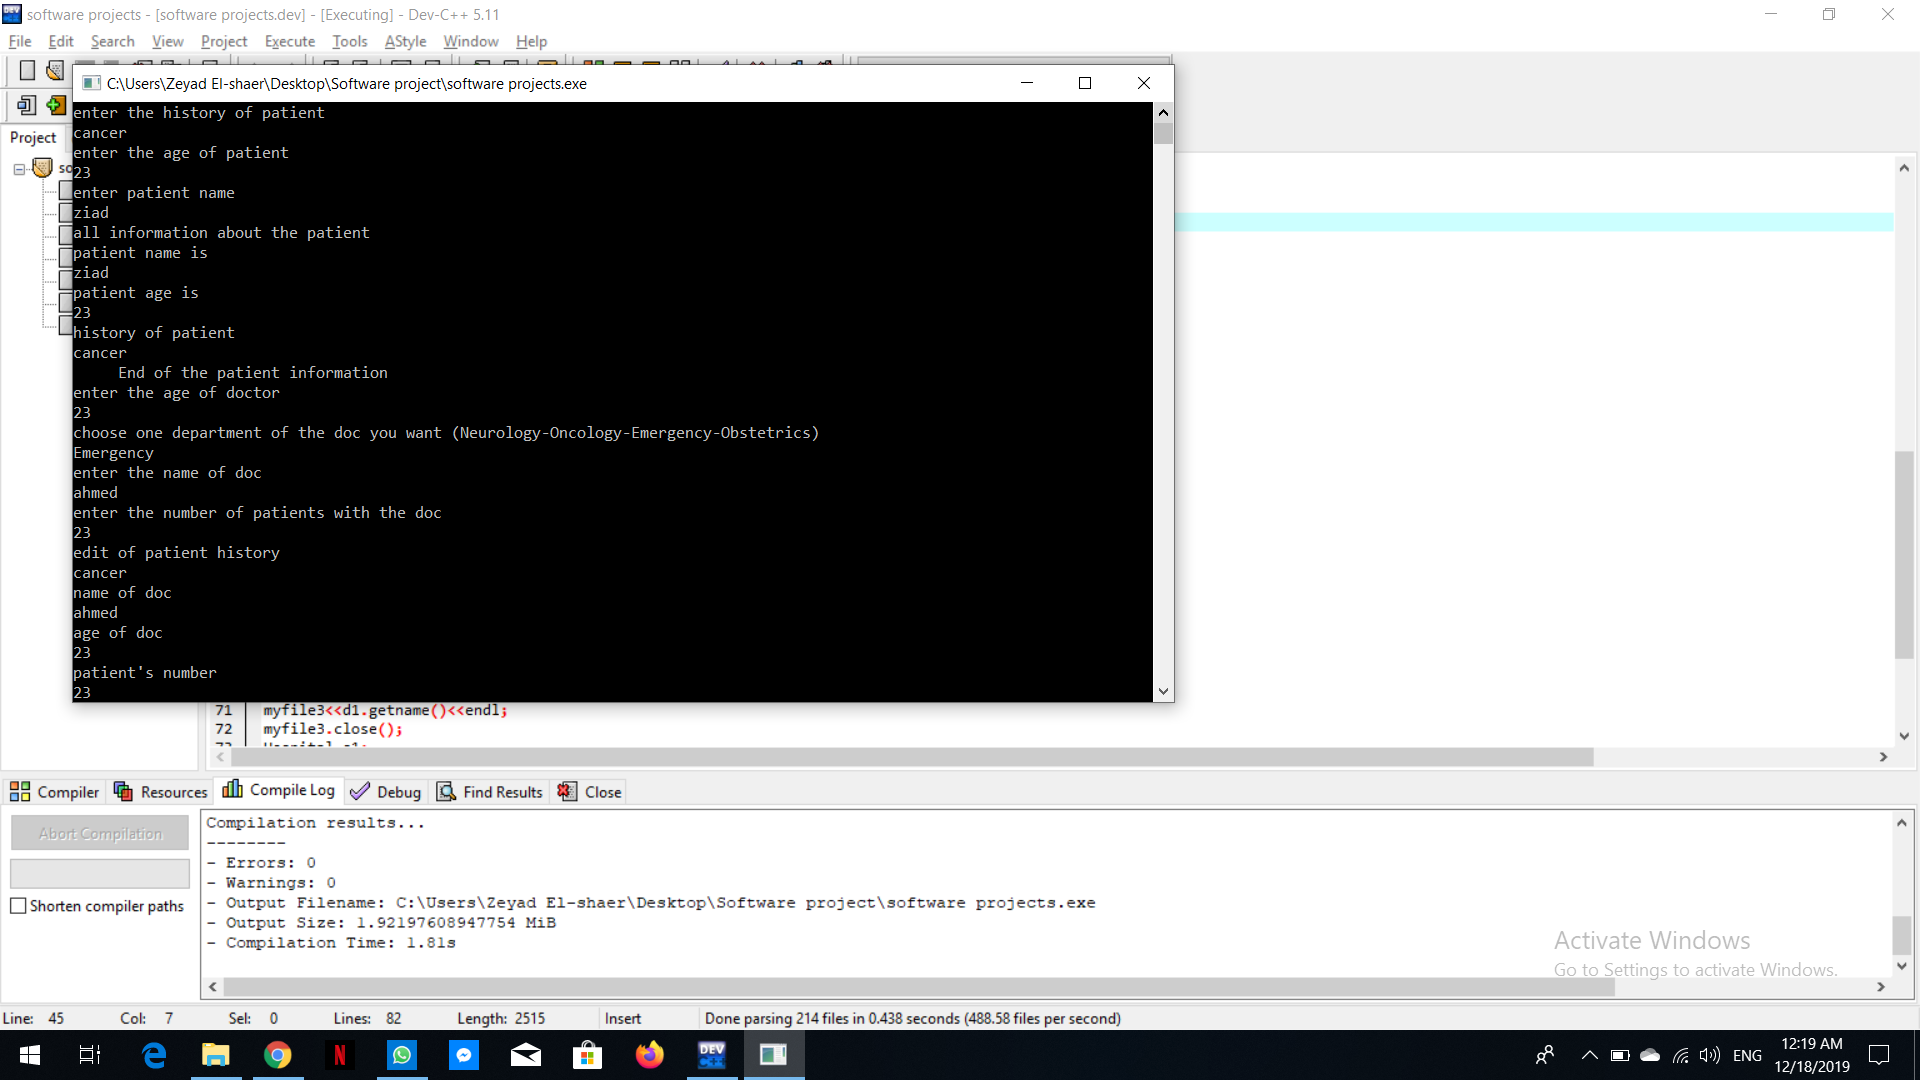 software projects - [software projects.dev] - [Executing] - Dev-C++ 5.11
File Edit Search View Project Execute Tools AStyle Window Help
C:\Users\Zeyad El-shaer\Desktop\Software project\software projects.exe
Project
so
enter the history of patient
cancer
enter the age of patient
23
enter patient name
ziad
all information about the patient
patient name is
ziad
patient age is
23
history of patient
cancer
End of the patient information
enter the age of doctor
23
choose one department of the doc you want (Neurology-Oncology-Emergency-Obstetrics)
Emergency
enter the name of doc
ahmed
enter the number of patients with the doc
23
edit of patient history
cancer
name of doc
ahmed
age of doc
23
patient's number
23
71 myfile3<<d1.getname()<<endl;
72 myfile3.close();
Compiler Resources Compile Log Debug Find Results Close
Abort Compilation
Shorten compiler paths
Compilation results...
--------
- Errors: 0
- Warnings: 0
- Output Filename: C:\Users\Zeyad El-shaer\Desktop\Software project\software projects.exe
- Output Size: 1.92197608947754 MiB
- Compilation Time: 1.81s
Activate Windows
Go to Settings to activate Windows.
Line: 45 Col: 7 Sel: 0 Lines: 82 Length: 2515 Insert Done parsing 214 files in 0.438 seconds (488.58 files per second)
DEV C++
ENG
12:19 AM
12/18/2019